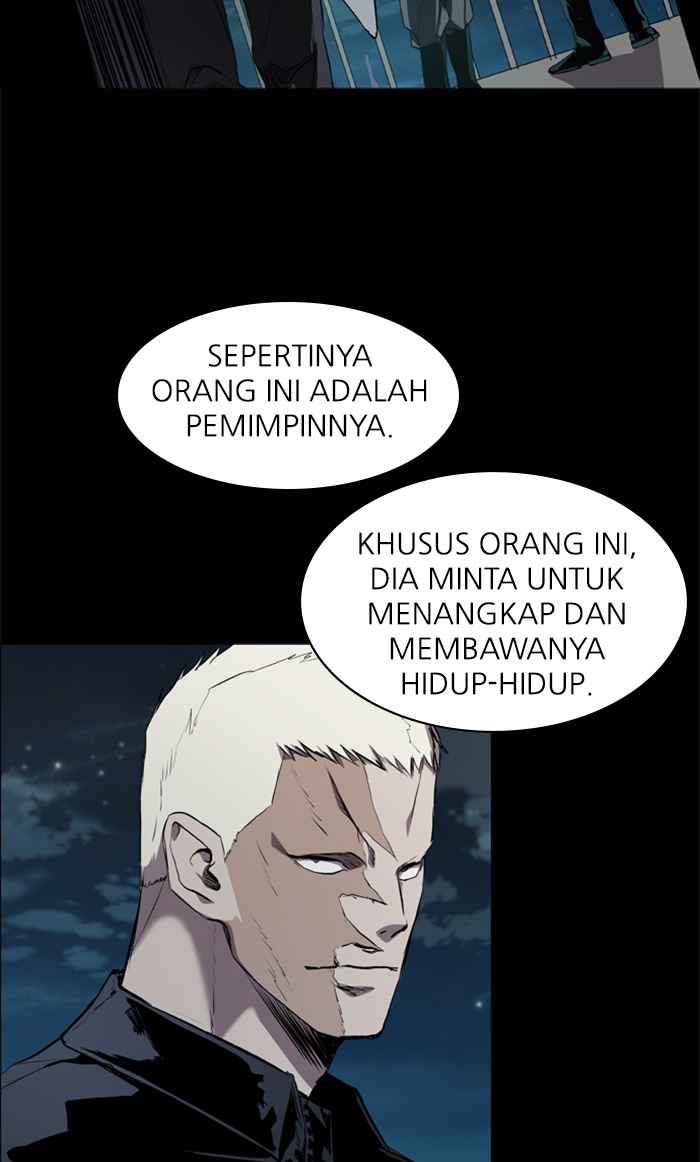 SEPERTINYA
ORANG INI ADALAH
PEMIMPINNYA.
KHUSUS ORANG INI,
DIA MINTA UNTUK
MENANGKAP DAN
MEMBAWANYA
HIDUP-HIDUP.